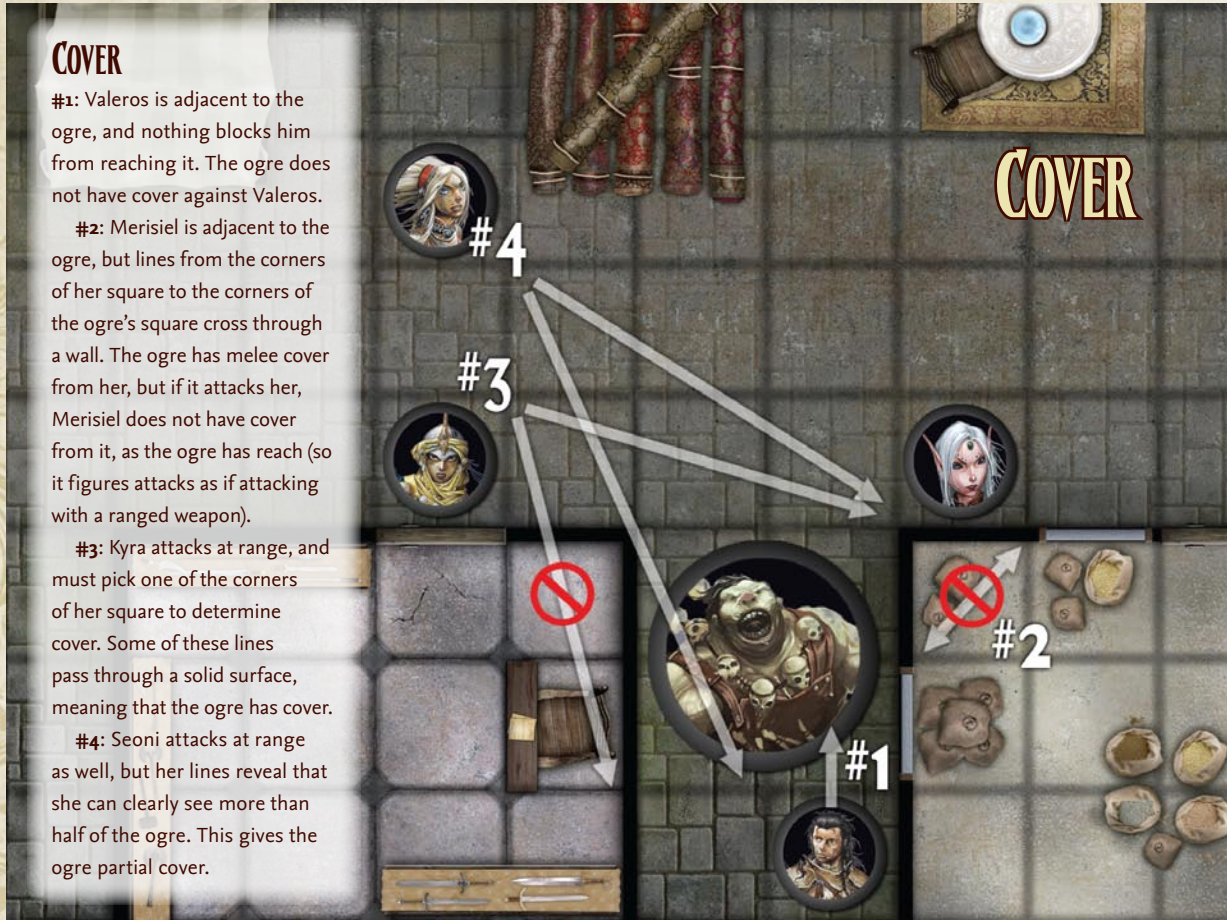 COVER
#1: Valeros is adjacent to the
ogre, and nothing blocks him
from reaching it. The ogre does
not have cover against Valeros.
#2: Merisiel is adjacent to the
ogre, but lines from the corners
of her square to the corners of
the ogre’s square cross through
a wall. The ogre has melee cover
from her, but if it attacks her,
Merisiel does not have cover
from it, as the ogre has reach (so
it figures attacks as if attacking
with a ranged weapon).
#3: Kyra attacks at range, and
must pick one of the corners
of her square to determine
cover. Some of these lines
pass through a solid surface,
meaning that the ogre has cover.
#4: Seoni attacks at range
as well, but her lines reveal that
she can clearly see more than
half of the ogre. This gives the
ogre partial cover.
COVER
#4
#3
#2
#1